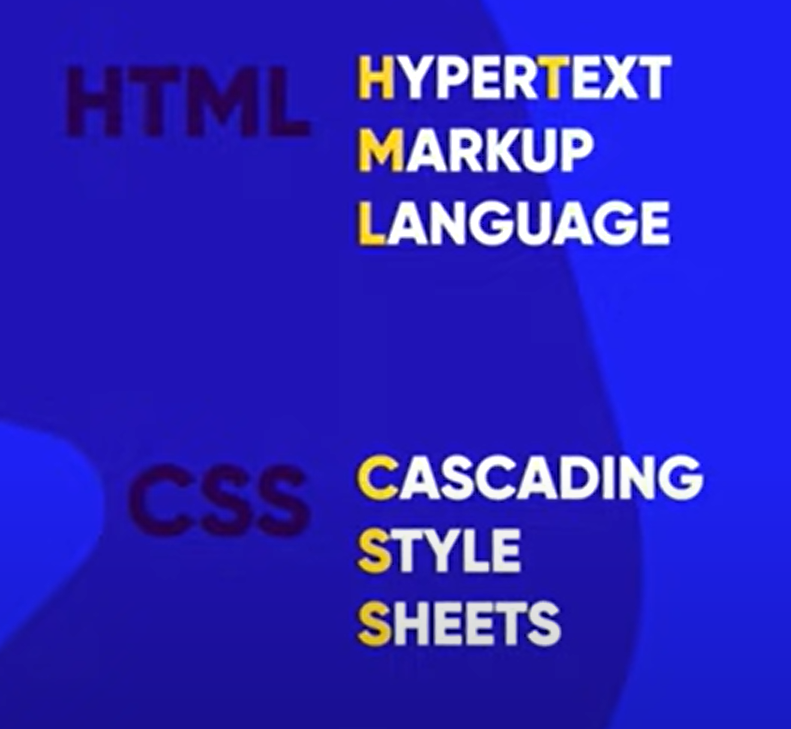 HTML
HYPERTEXT
MARKUP
LANGUAGE
CSS
CASCADING
STYLE
SHEETS